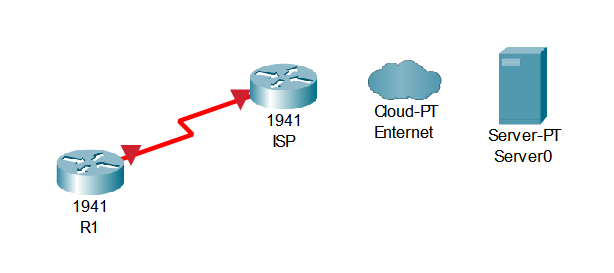 1941
ISP
Cloud-PT
Enternet
Server-PT
Server0
1941
R1